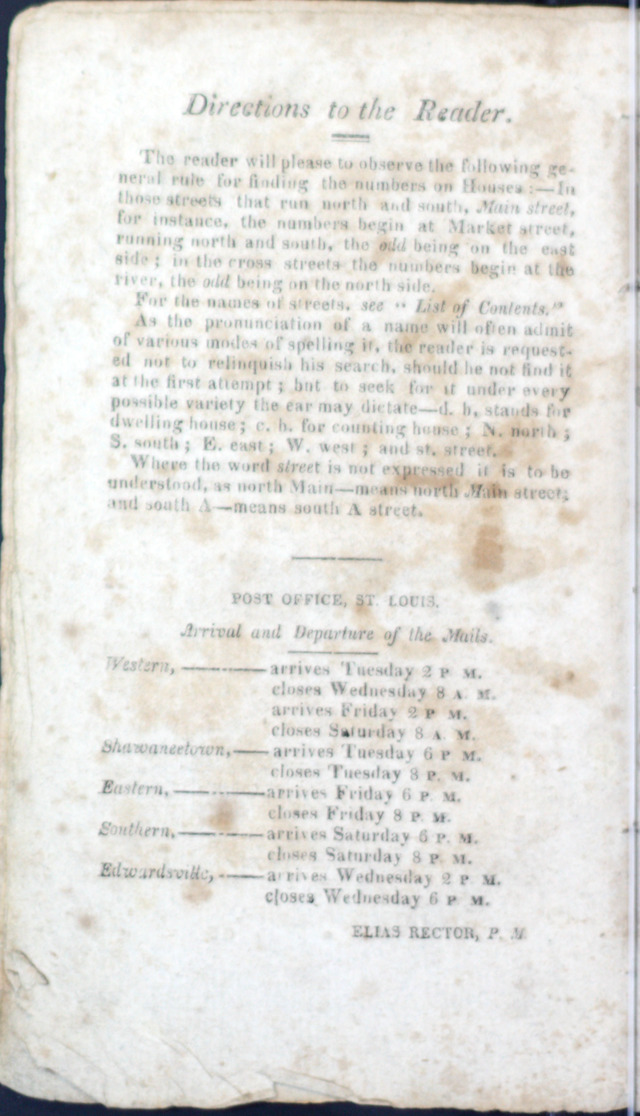 Directions to the Reader.
The reader will please to observe the following ge-
neral rule for finding the numbers on Houses:—In
those streets that run north and south, Main street,
for instance, the numbers begin at Market street,
running north and south, the odd being on the east
side; in the cross streets the numbers begin at the
river, the odd being on the north side.
For the names of streets, see "List of Contents."
As the pronunciation of a name will often admit
of various modes of spelling it, the reader is request-
ed not to relinquish his search, should he not find it
at the first attempt; but to seek for it under every
possible variety the ear may dictate—d. h. stands for
dwelling house; c. h. for counting house; N. north;
S. south; E. east; W. west; and st. street.
Where the word street is not expressed it is to be
understood, as north Main—means north Main street;
and south A—means south A street.
POST OFFICE, ST. LOUIS.
Arrival and Departure of the Mails.
Western, ——— arrives Tuesday 2 P. M.
closes Wednesday 8 A. M.
arrives Friday 2 P M.
closes Saturday 8 A. M.
Shawaneetown, —— arrives Tuesday 6 P M.
closes Tuesday 8 P. M.
Eastern, ——— arrives Friday 6 P. M.
closes Friday 8 P. M.
Southern, ——— arrives Saturday 6 P. M.
closes Saturday 8 P. M.
Edwardsville, —— arrives Wednesday 2 P. M.
closes Wednesday 6 P. M.
ELIAS RECTOR, P. M